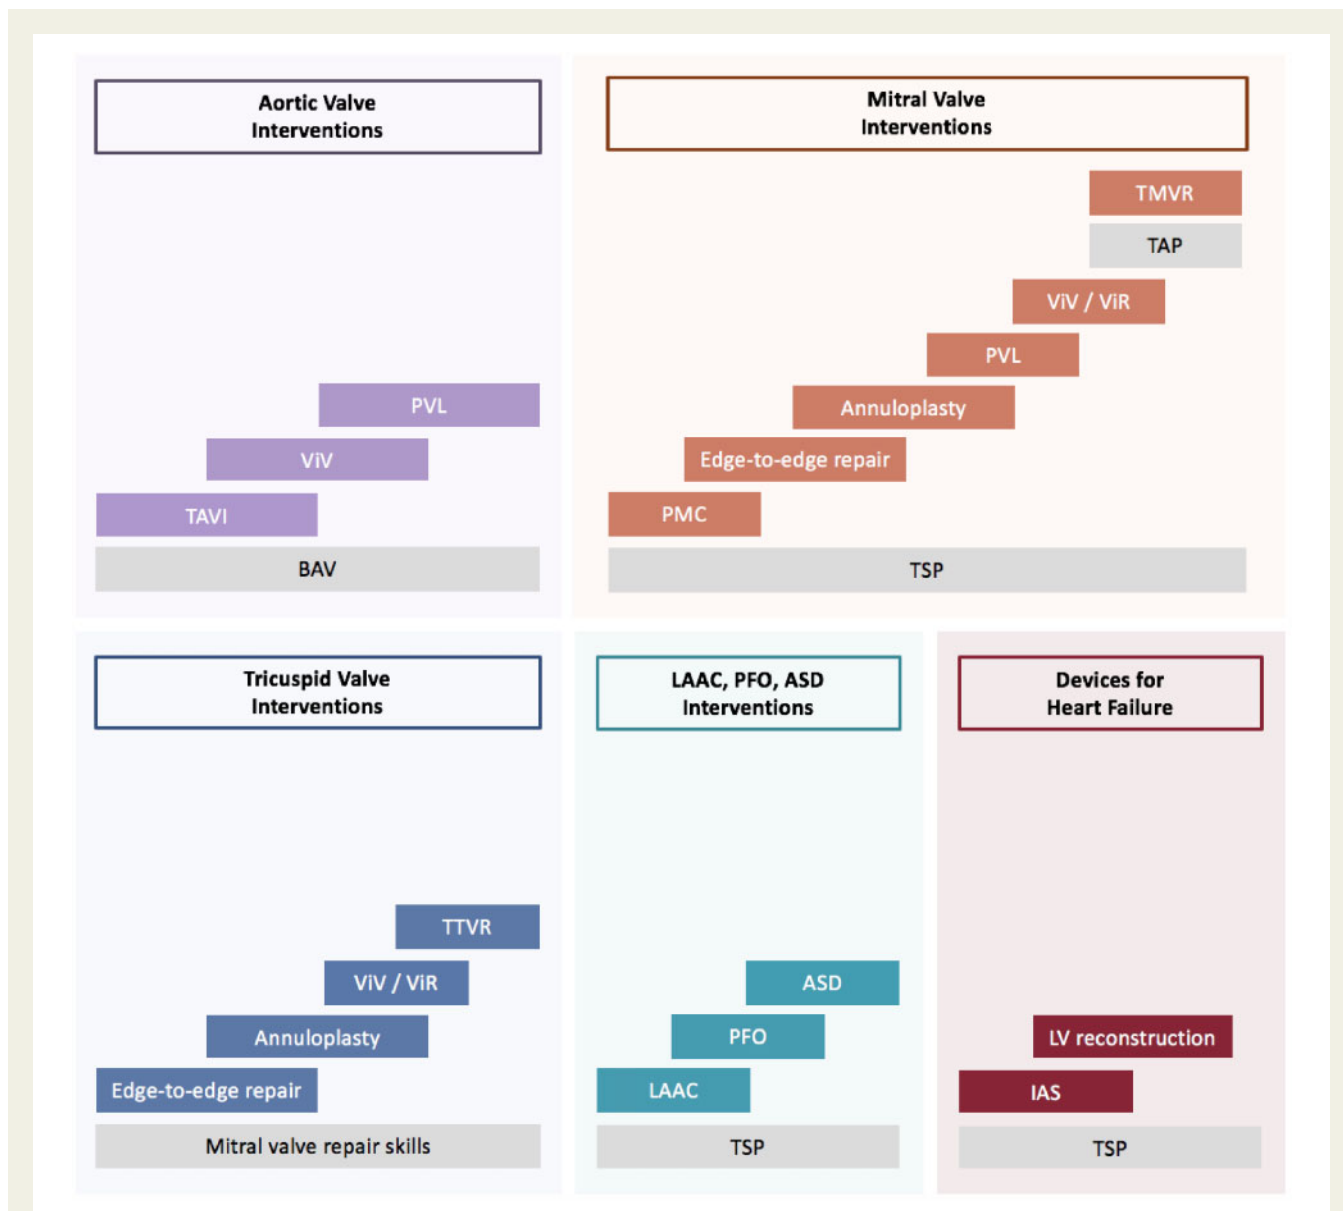 Aortic Valve
Interventions
PVL
ViV
TAVI
BAV
Mitral Valve
Interventions
TMVR
TAP
ViV / ViR
PVL
Annuloplasty
Edge-to-edge repair
PMC
TSP
Tricuspid Valve
Interventions
TTVR
ViV / ViR
Annuloplasty
Edge-to-edge repair
Mitral valve repair skills
LAAC, PFO, ASD
Interventions
ASD
PFO
LAAC
TSP
Devices for
Heart Failure
LV reconstruction
IAS
TSP